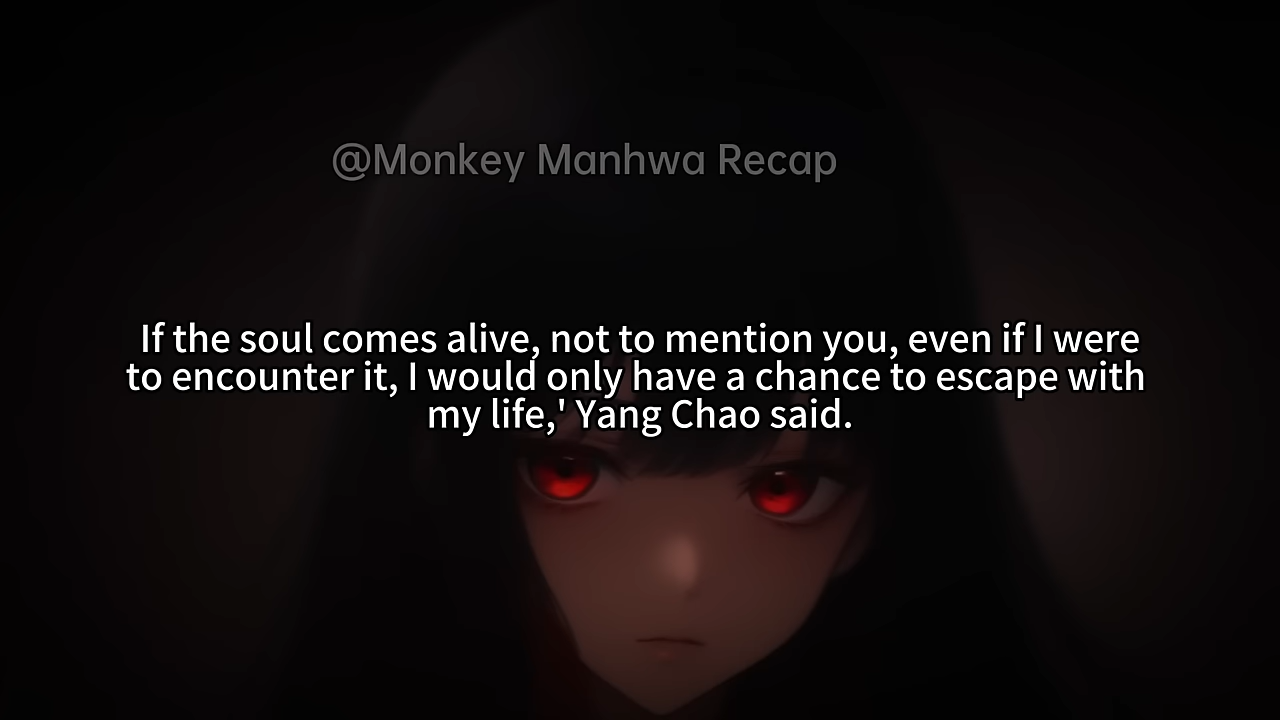 @Monkey Manhwa Recap
If the soul comes alive, not to mention you, even if I were
to encounter it, I would only have a chance to escape with
my life,' Yang Chao said.